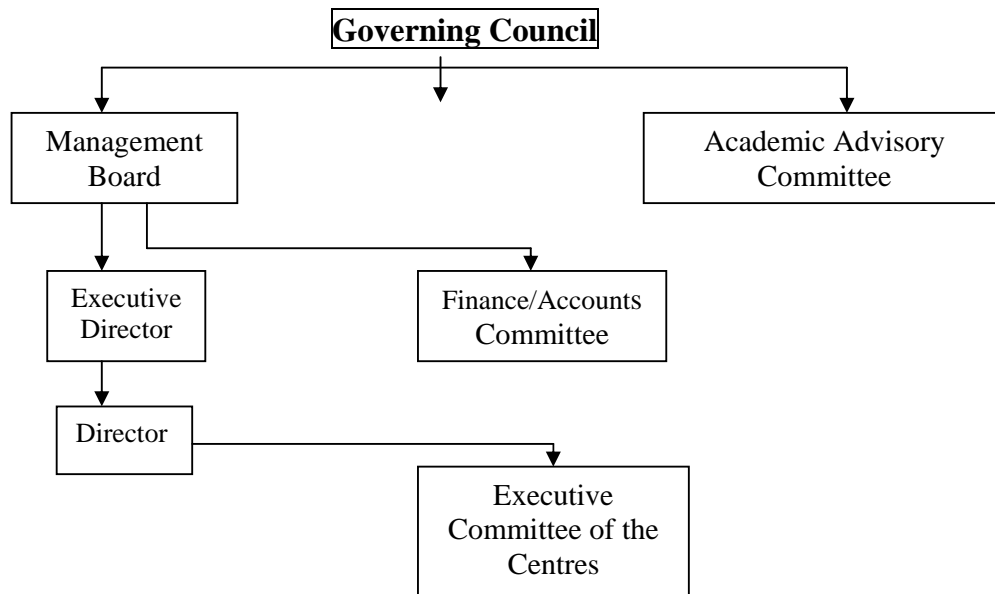 Governing Council
Management
Board
Academic Advisory
Committee
Executive
Director
Finance/Accounts
Committee
Director
Executive
Committee of the
Centres